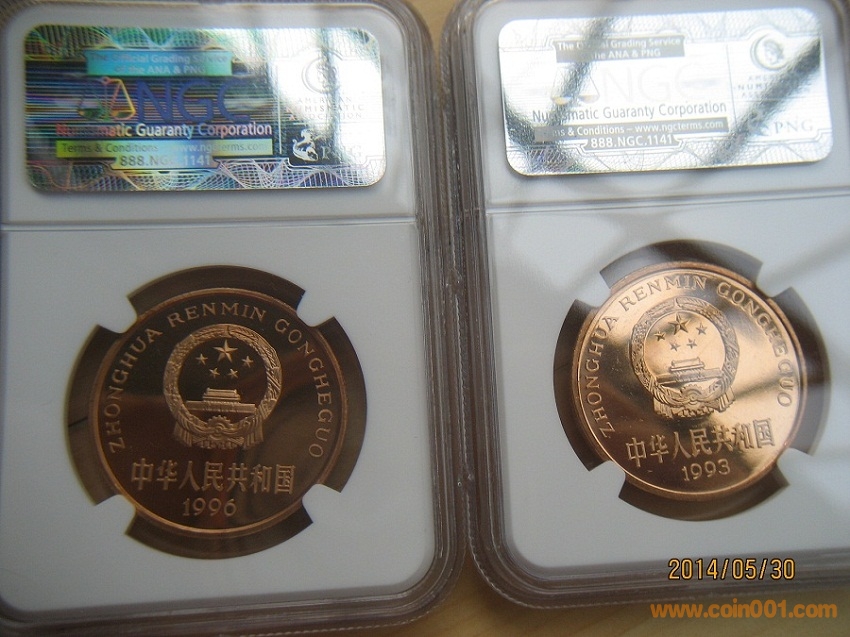 The Official Grading Service
of the ANA & PNG
NGC
Numismatic Guaranty Corporation
Terms & Conditions – www.ngcterms.com
888.NGC.1141
AMERICAN
NUMISMATIC
ASSOCIATION
PNG
ZHONGHUA RENMIN GONGHEGUO
中华人民共和国
1996
The Official Grading Service
of the ANA & PNG
NGC
Numismatic Guaranty Corporation
Terms & Conditions – www.ngcterms.com
888.NGC.1141
PNG
ZHONGHUA RENMIN GONGHEGUO
中华人民共和国
1993
2014/05/30
www.coin001.com